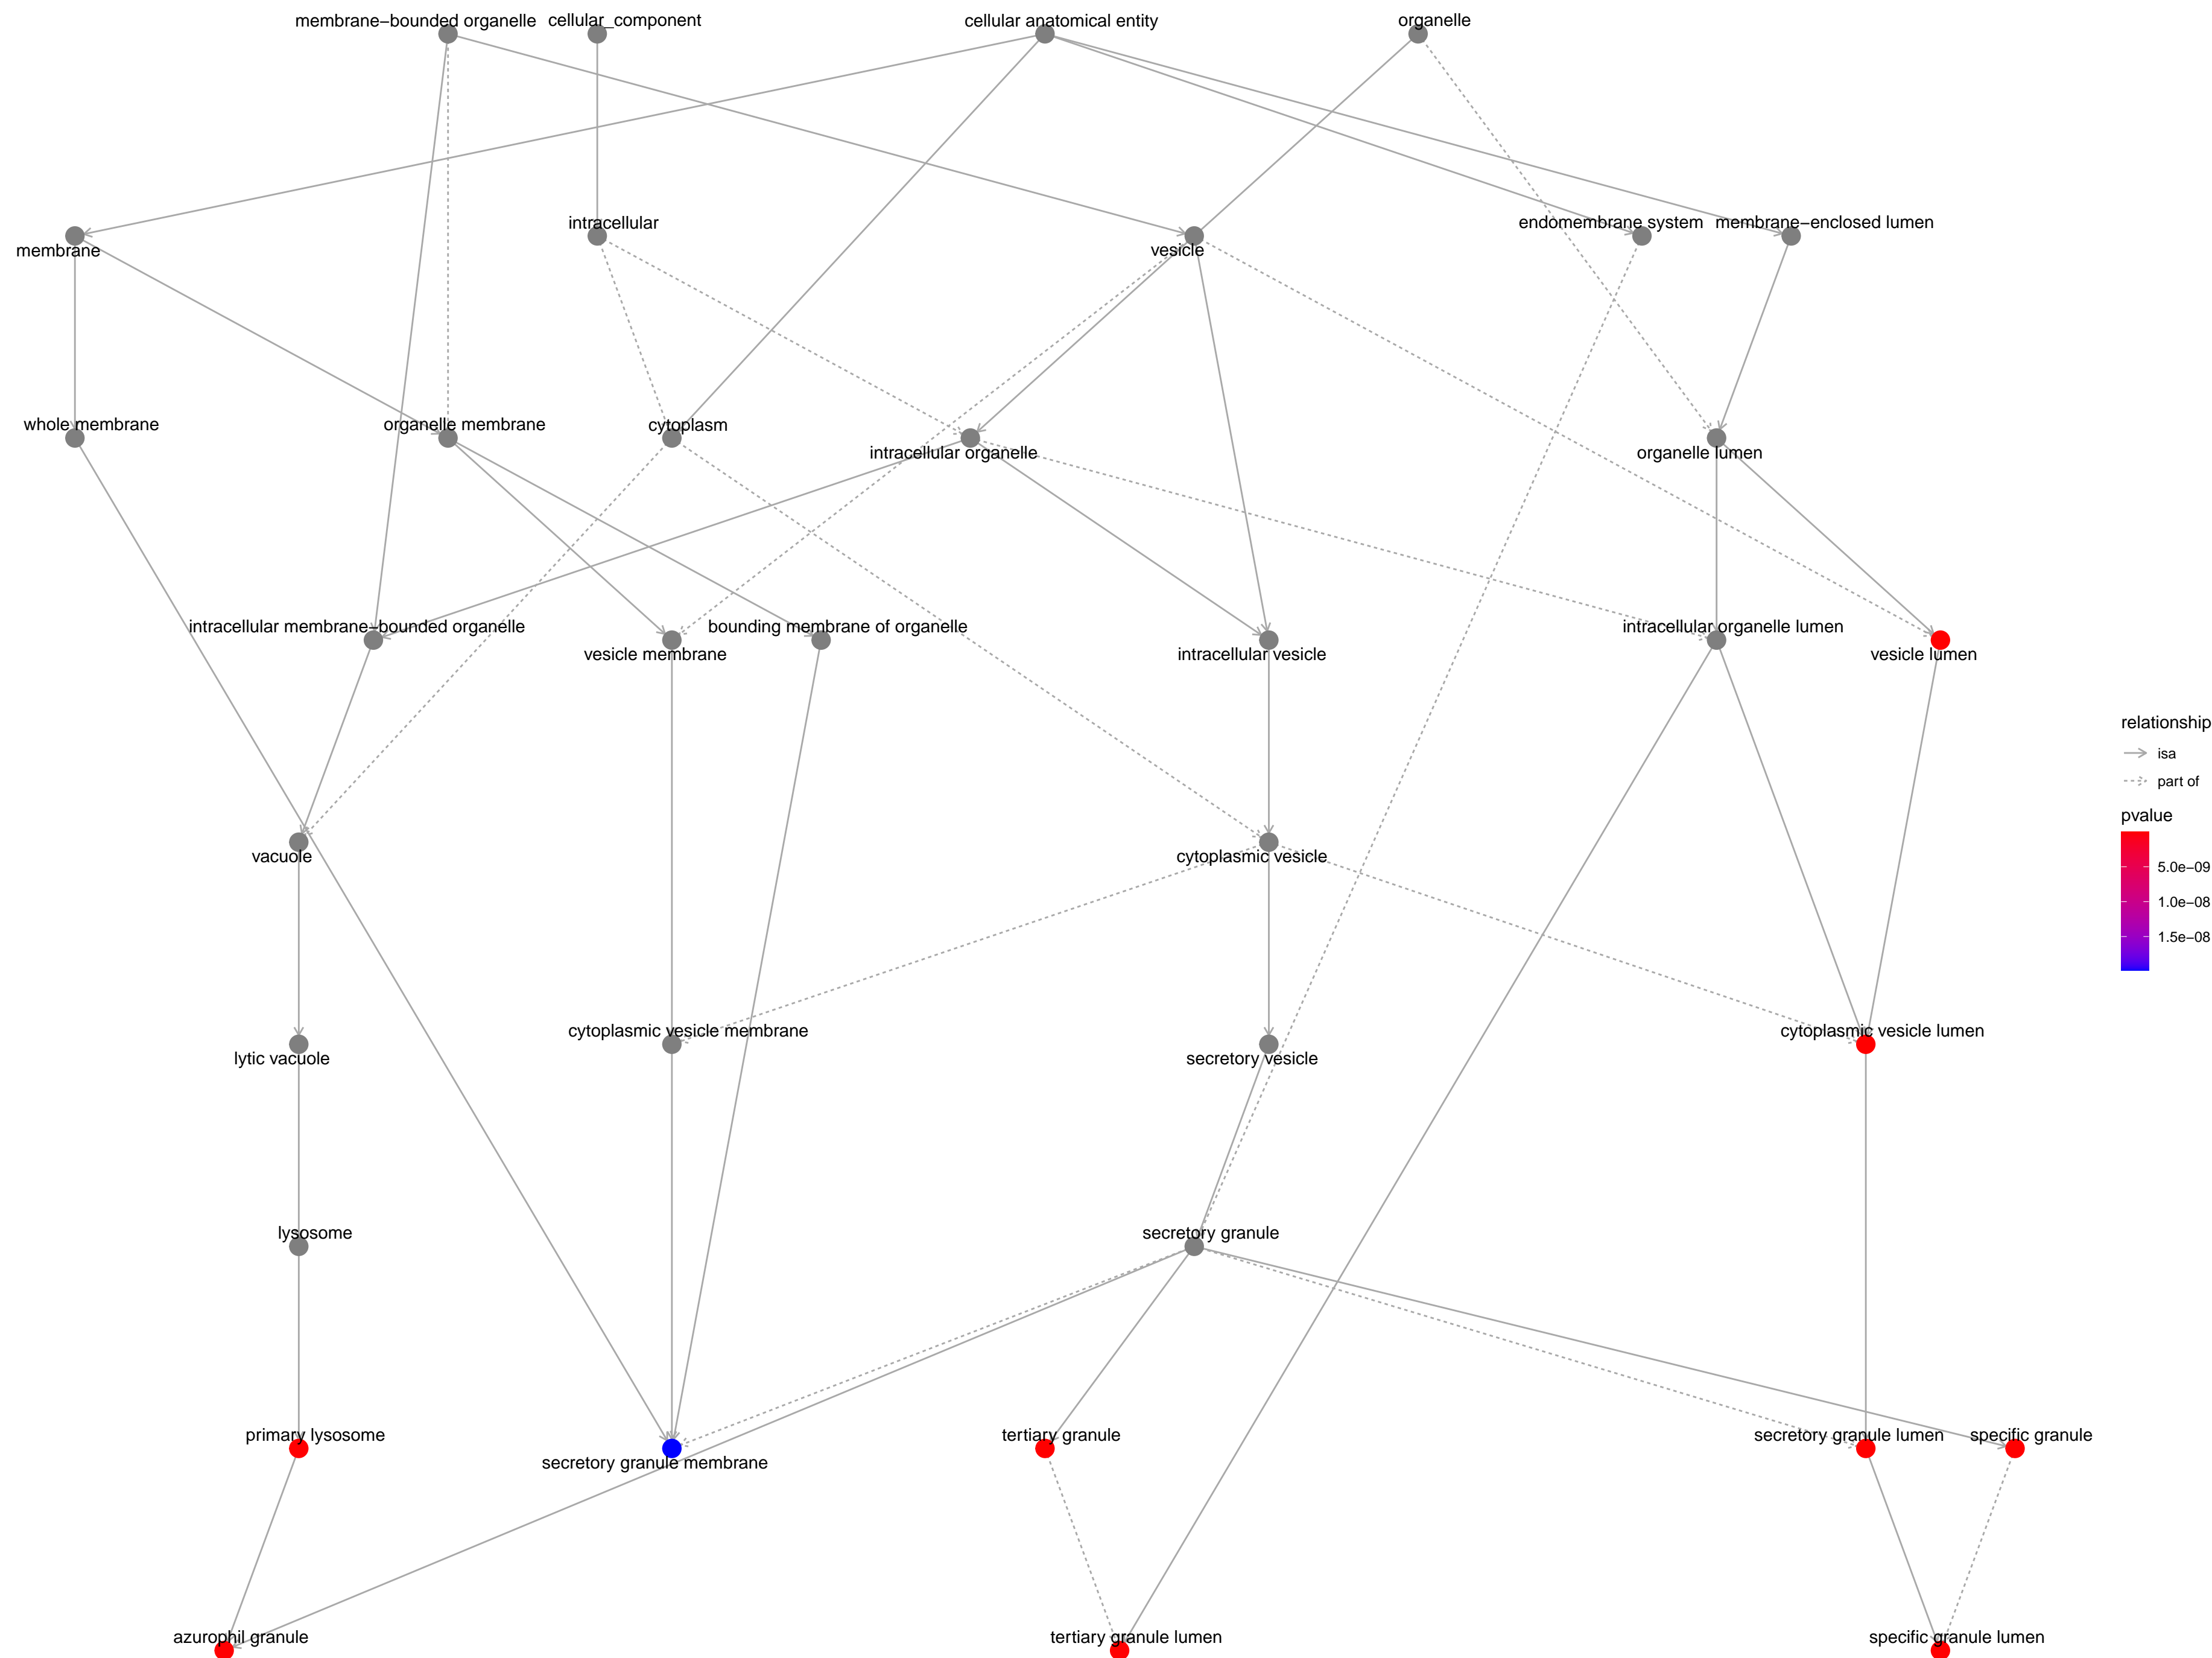 membrane−bounded organelle
cellular_component
cellular anatomical entity
organelle
membrane
intracellular
vesicle
endomembrane system
membrane−enclosed lumen
whole membrane
organelle membrane
cytoplasm
intracellular organelle
organelle lumen
intracellular membrane−bounded organelle
vesicle membrane
bounding membrane of organelle
intracellular vesicle
intracellular organelle lumen
vesicle lumen
relationship
isa
part of
pvalue
5.0e−09
1.0e−08
1.5e−08
vacuole
cytoplasmic vesicle
lytic vacuole
cytoplasmic vesicle membrane
secretory vesicle
cytoplasmic vesicle lumen
lysosome
secretory granule
primary lysosome
secretory granule membrane
tertiary granule
secretory granule lumen
specific granule
azurophil granule
tertiary granule lumen
specific granule lumen